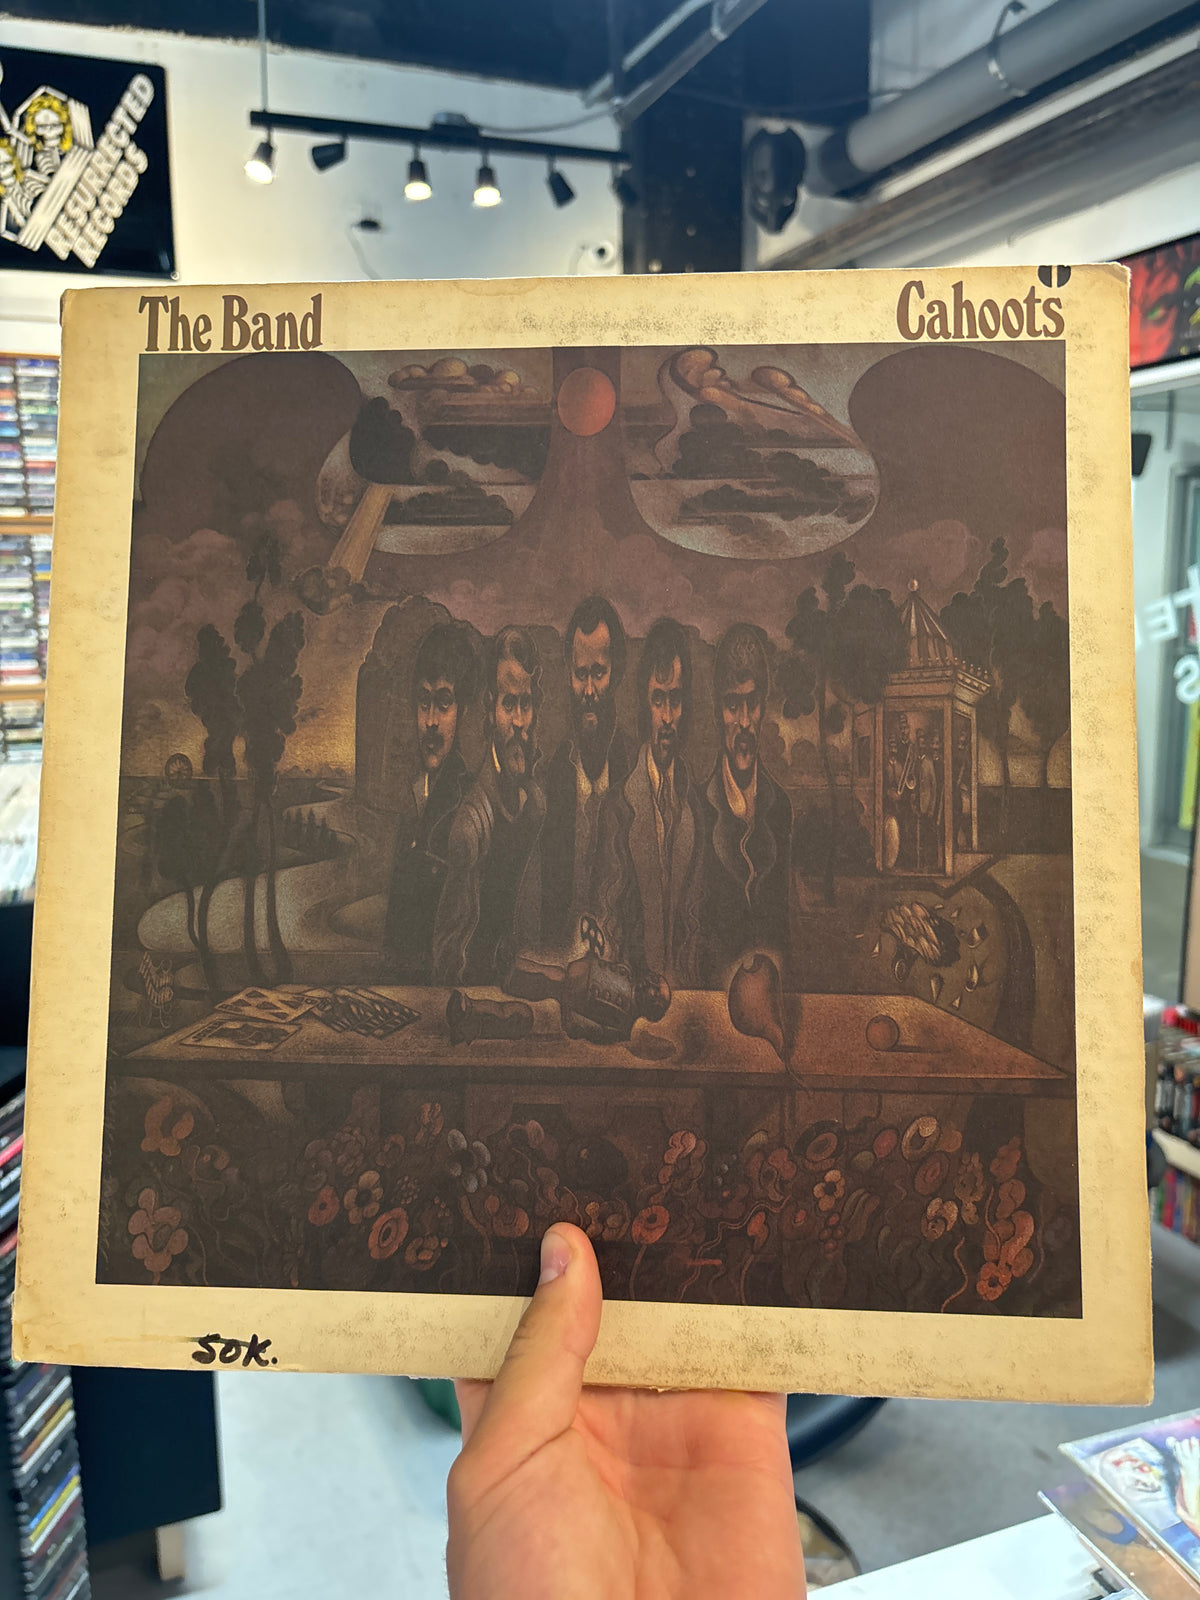 RESURRECTED
RECORDS
The Band
Cahoots
SOK.